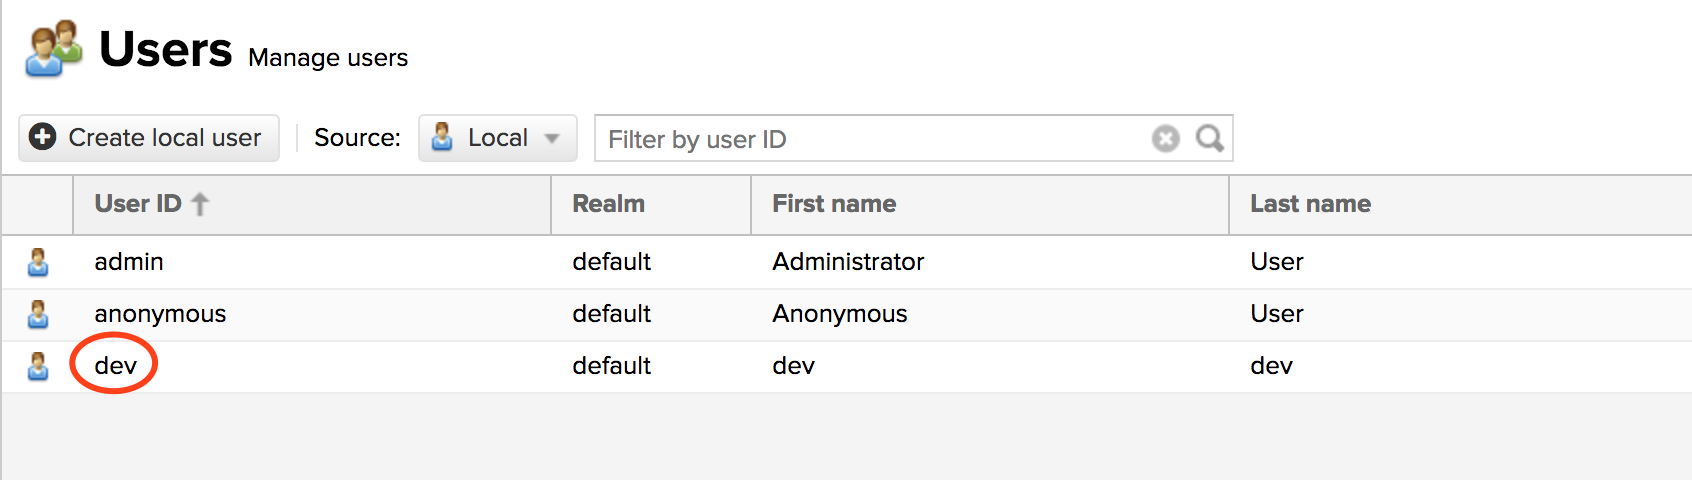 Users Manage users
Create local user Source: Local Filter by user ID
User ID Realm First name Last name
admin default Administrator User
anonymous default Anonymous User
dev default dev dev